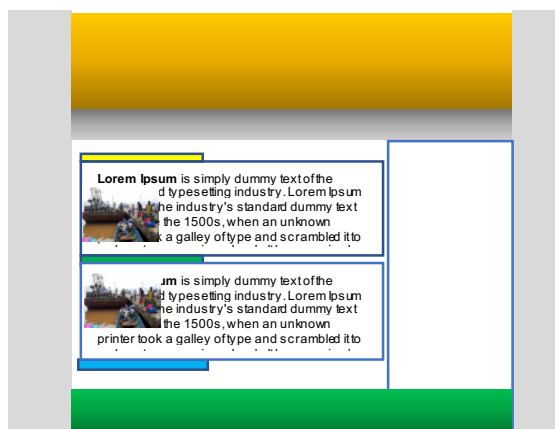 Lorem Ipsum is simply dummy text of the
d typesetting industry. Lorem Ipsum
he industry's standard dummy text
the 1500s, when an unknown
k a galley of type and scrambled it to
um is simply dummy text of the
d typesetting industry. Lorem Ipsum
he industry's standard dummy text
the 1500s, when an unknown
printer took a galley of type and scrambled it to